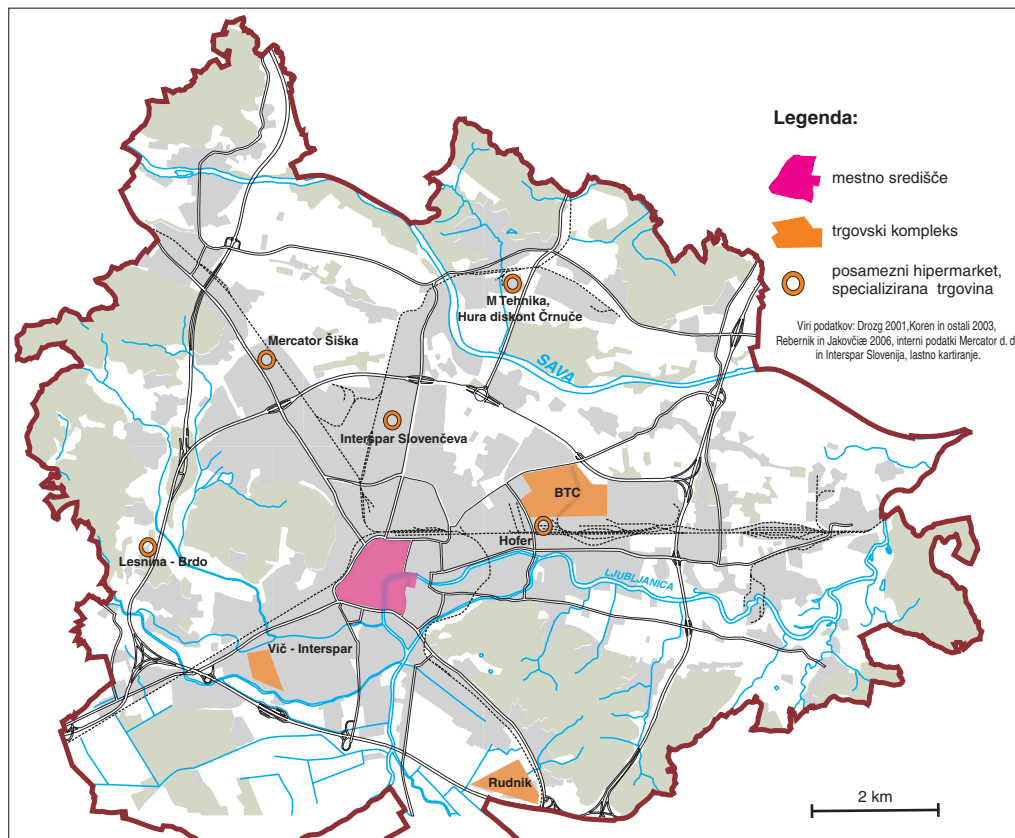 Legenda:
mestno središče
trgovski kompleks
posamezni hipermarket,
specializirana trgovina
Viri podatkov: Drozg 2001,Koren in ostali 2003,
Rebernik in Jakovčiæ 2006, interni podatki Mercator d. d
in Interspar Slovenija, lastno kartiranje.
M Tehnika,
Hura diskont Črnuče
Mercator Šiška
SAVA
Interspar Slovenčeva
BTC
Hofer
Lesnina - Brdo
LJUBLJANICA
Vič - Interspar
Rudnik
2 km